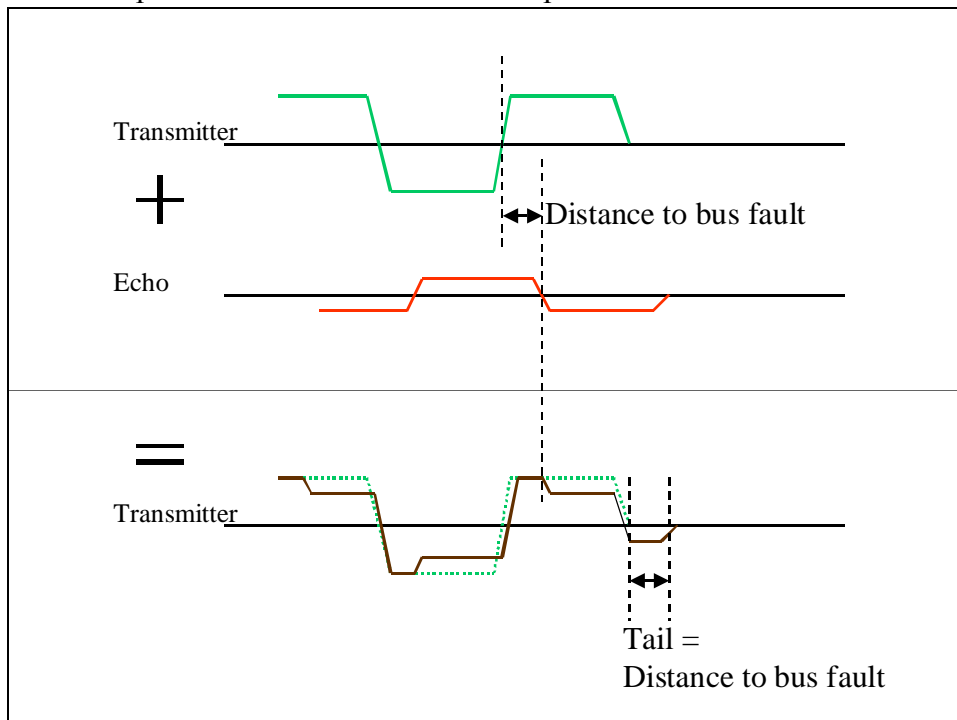 Transmitter
+
Distance to bus fault
Echo
=
Transmitter
Tail =
Distance to bus fault